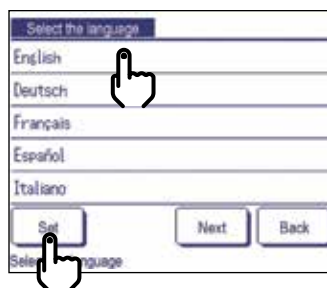 Select the language
English
Deutsch
Français
Español
Italiano
Set Next Back